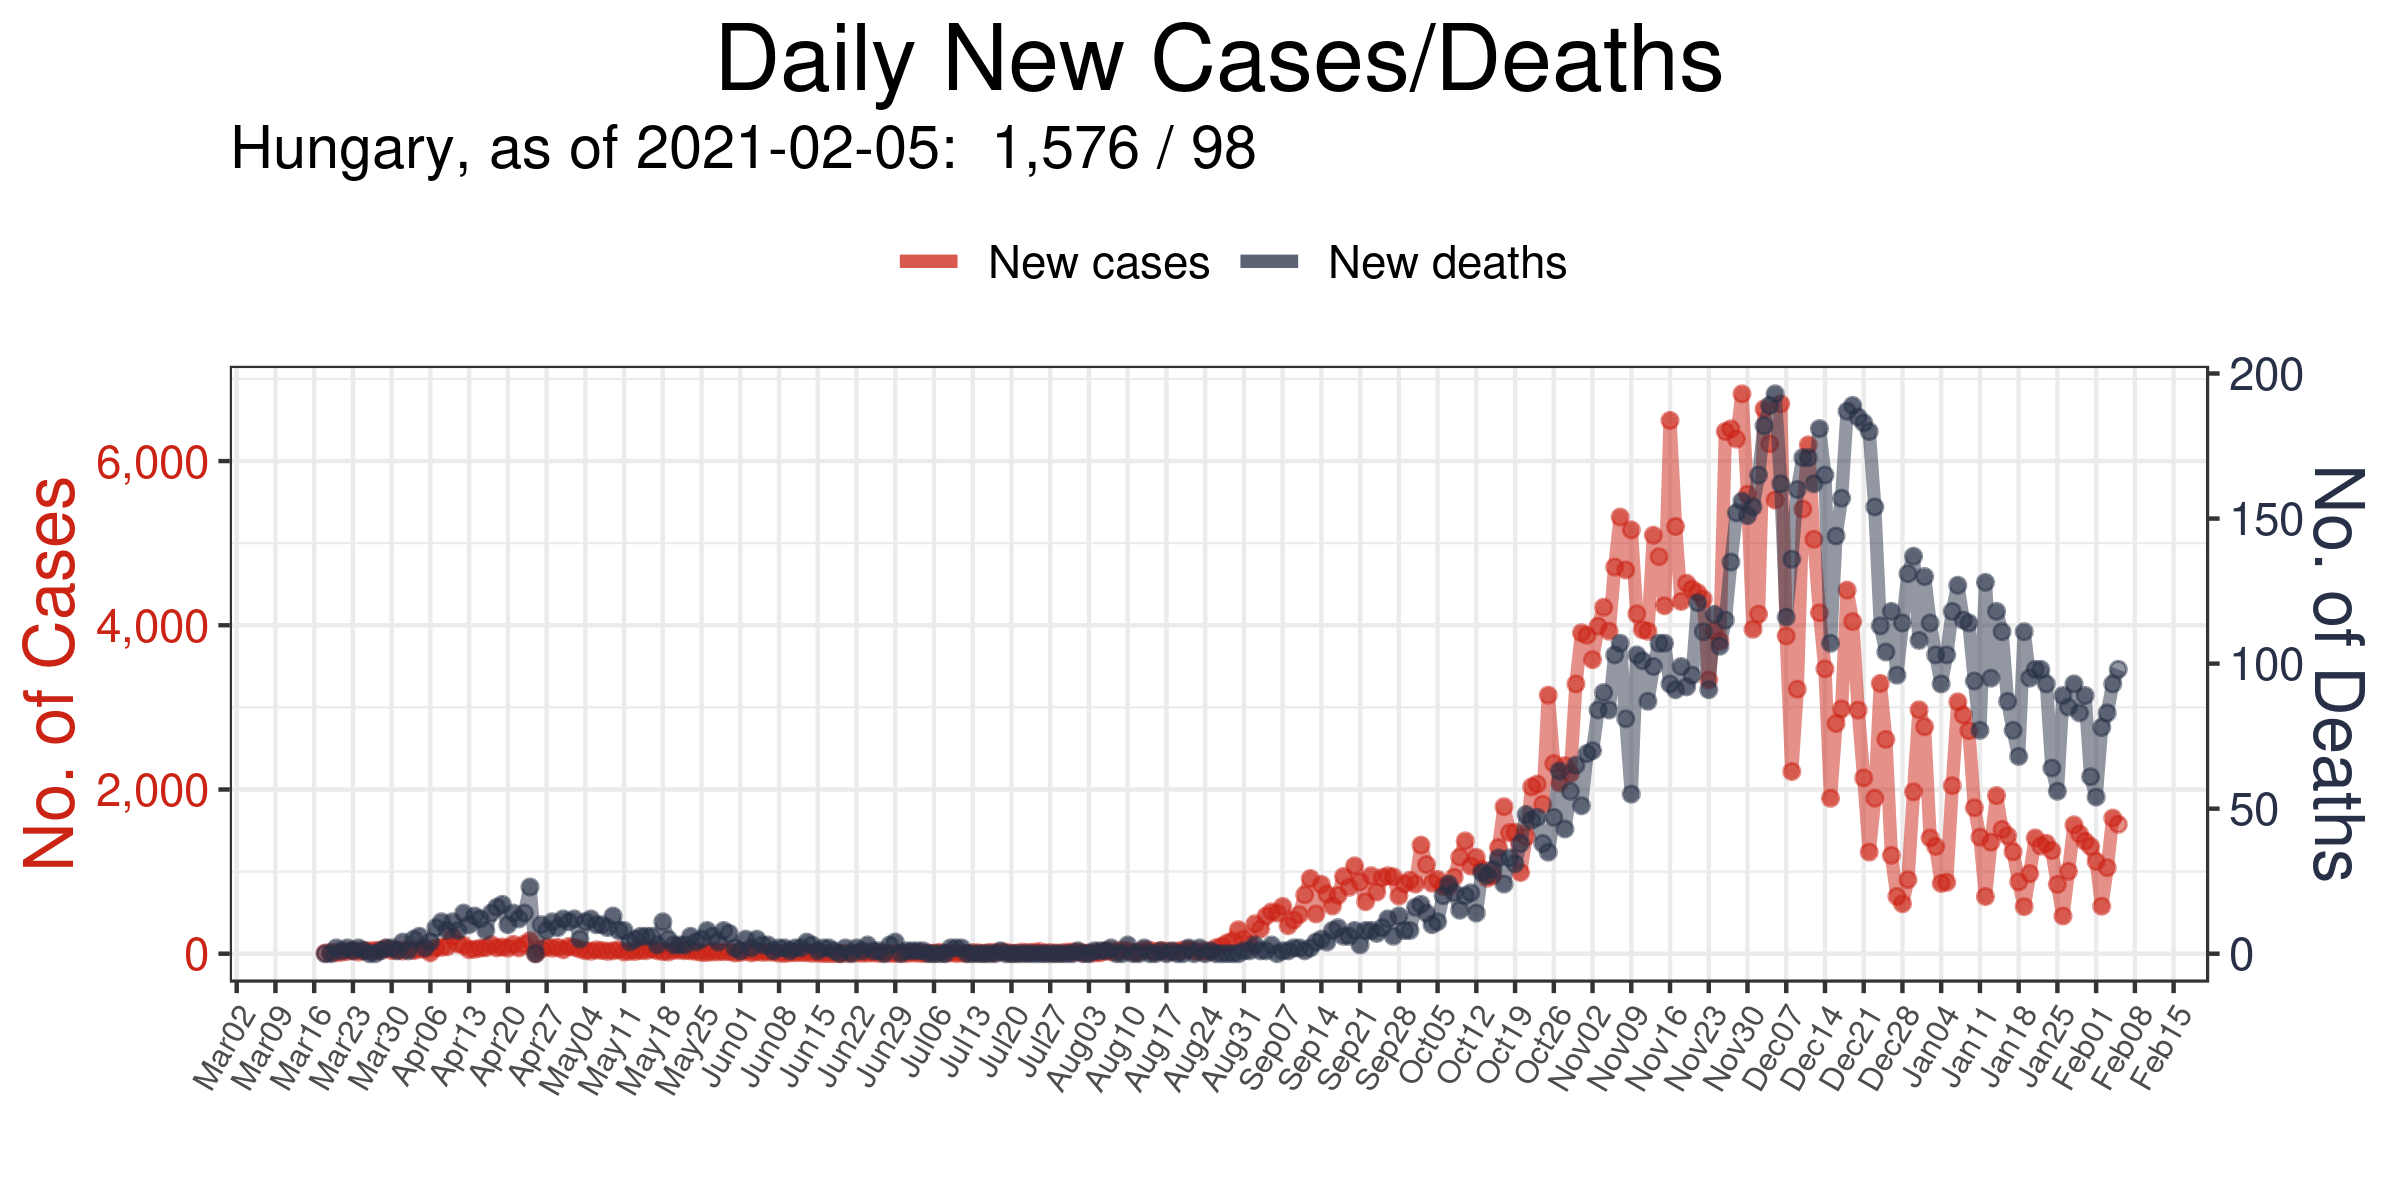 Daily New Cases/Deaths
Hungary, as of 2021-02-05:  1,576 / 98
New cases
New deaths
No. of Cases
6,000
4,000
2,000
0
200
150
100
50
0
No. of Deaths
Mar02
Mar09
Mar16
Mar23
Mar30
Apr06
Apr13
Apr20
Apr27
May04
May11
May18
May25
Jun01
Jun08
Jun15
Jun22
Jun29
Jul06
Jul13
Jul20
Jul27
Aug03
Aug10
Aug17
Aug24
Aug31
Sep07
Sep14
Sep21
Sep28
Oct05
Oct12
Oct19
Oct26
Nov02
Nov09
Nov16
Nov23
Nov30
Dec07
Dec14
Dec21
Dec28
Jan04
Jan11
Jan18
Jan25
Feb01
Feb08
Feb15